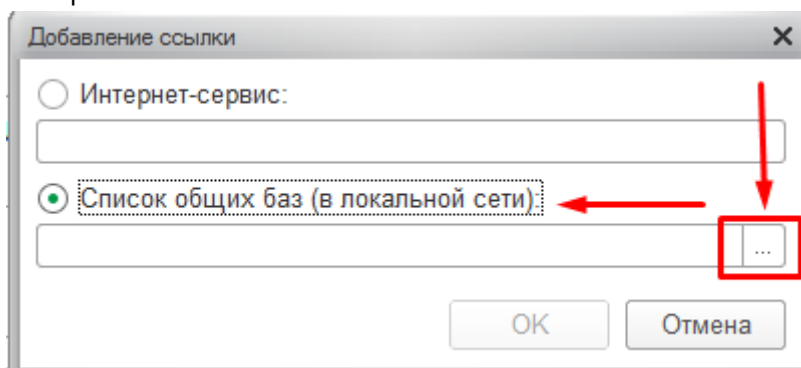 Добавление ссылки
Интернет-сервис:
Список общих баз (в локальной сети):
...
OK Отмена